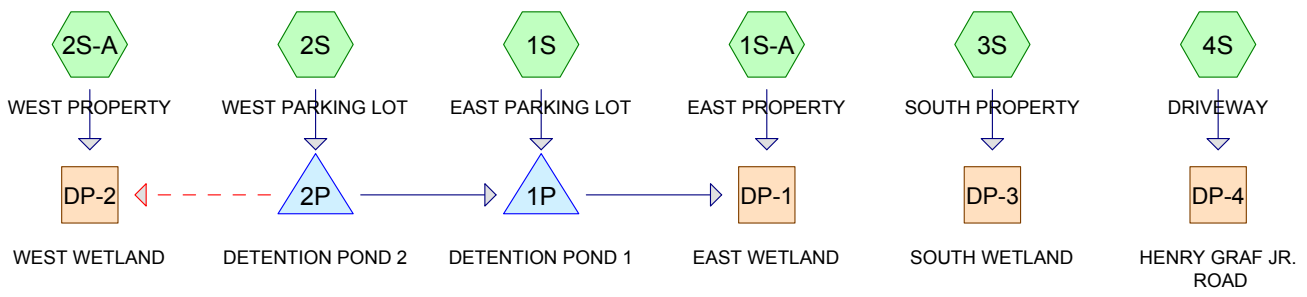 2S-A 2S 1S 1S-A 3S 4S
WEST PROPERTY WEST PARKING LOT EAST PARKING LOT EAST PROPERTY SOUTH PROPERTY DRIVEWAY
DP-2 2P 1P DP-1 DP-3 DP-4
WEST WETLAND DETENTION POND 2 DETENTION POND 1 EAST WETLAND SOUTH WETLAND HENRY GRAF JR.
ROAD